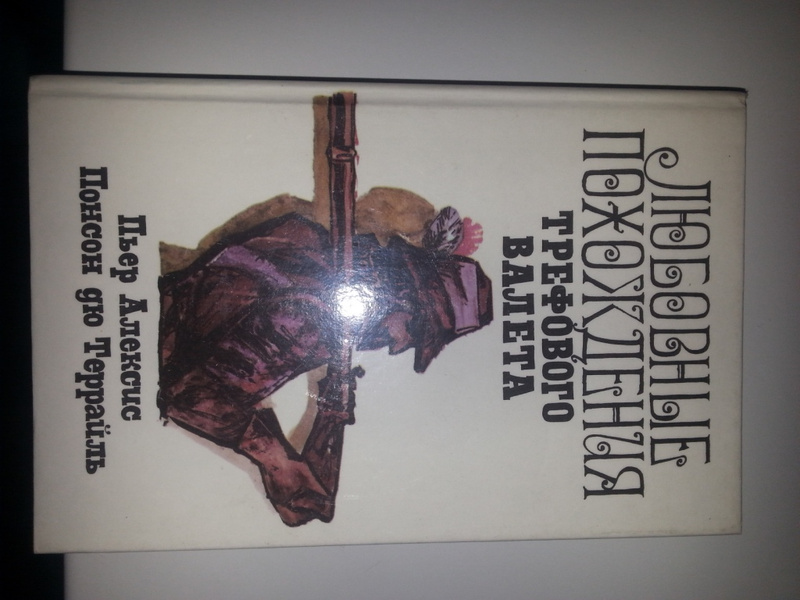 ЛЮБОВНЫЕ
ПОХОЖДЕНИЯ
ТРЕФОВОГО
ВАЛЕТА
Пьер Алексис
Понсон дю Террайль